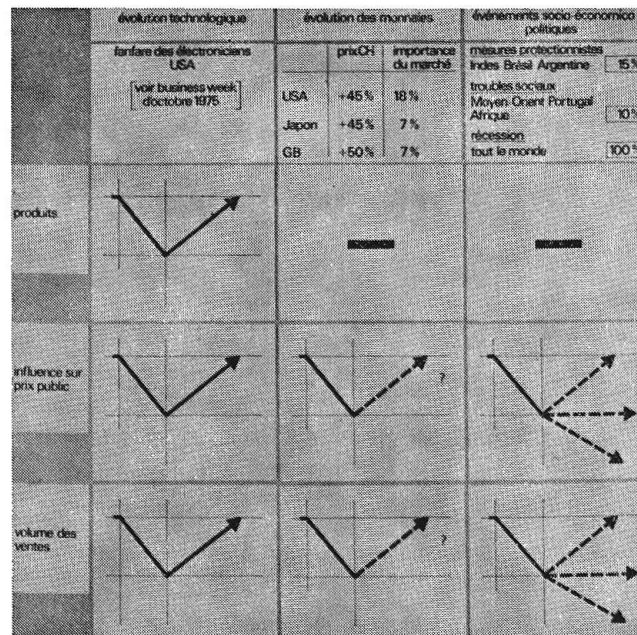 évolution technologique
évolution des monnaies
événements socio-économico
politiques
fanfare des électroniciens
USA
[voir business week
d'octobre 1975]
prix CH importance
du marché
USA +45% 18%
Japon +45% 7%
GB +50% 7%
mesures protectionnistes
Indes Brésil Argentine 15%
troubles sociaux
Moyen Orient Portugal
Afrique 10%
récession
tout le monde 100%
produits
influence sur
prix public
?
volume des
ventes
?